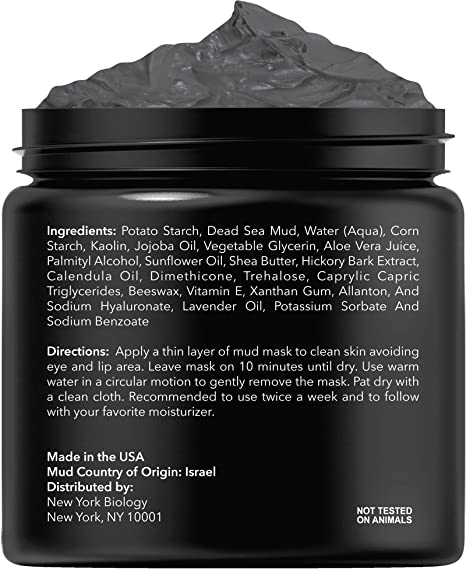 Ingredients: Potato Starch, Dead Sea Mud, Water (Aqua), Corn
Starch, Kaolin, Jojoba Oil, Vegetable Glycerin, Aloe Vera Juice,
Palmityl Alcohol, Sunflower Oil, Shea Butter, Hickory Bark Extract,
Calendula Oil, Dimethicone, Trehalose, Caprylic Capric
Triglycerides, Beeswax, Vitamin E, Xanthan Gum, Allanton, And
Sodium Hyaluronate, Lavender Oil, Potassium Sorbate And
Sodium Benzoate
Directions: Apply a thin layer of mud mask to clean skin avoiding
eye and lip area. Leave mask on 10 minutes until dry. Use warm
water in a circular motion to gently remove the mask. Pat dry with
a clean cloth. Recommended to use twice a week and to follow
with your favorite moisturizer.
Made in the USA
Mud Country of Origin: Israel
Distributed by:
New York Biology
New York, NY 10001
NOT TESTED
ON ANIMALS